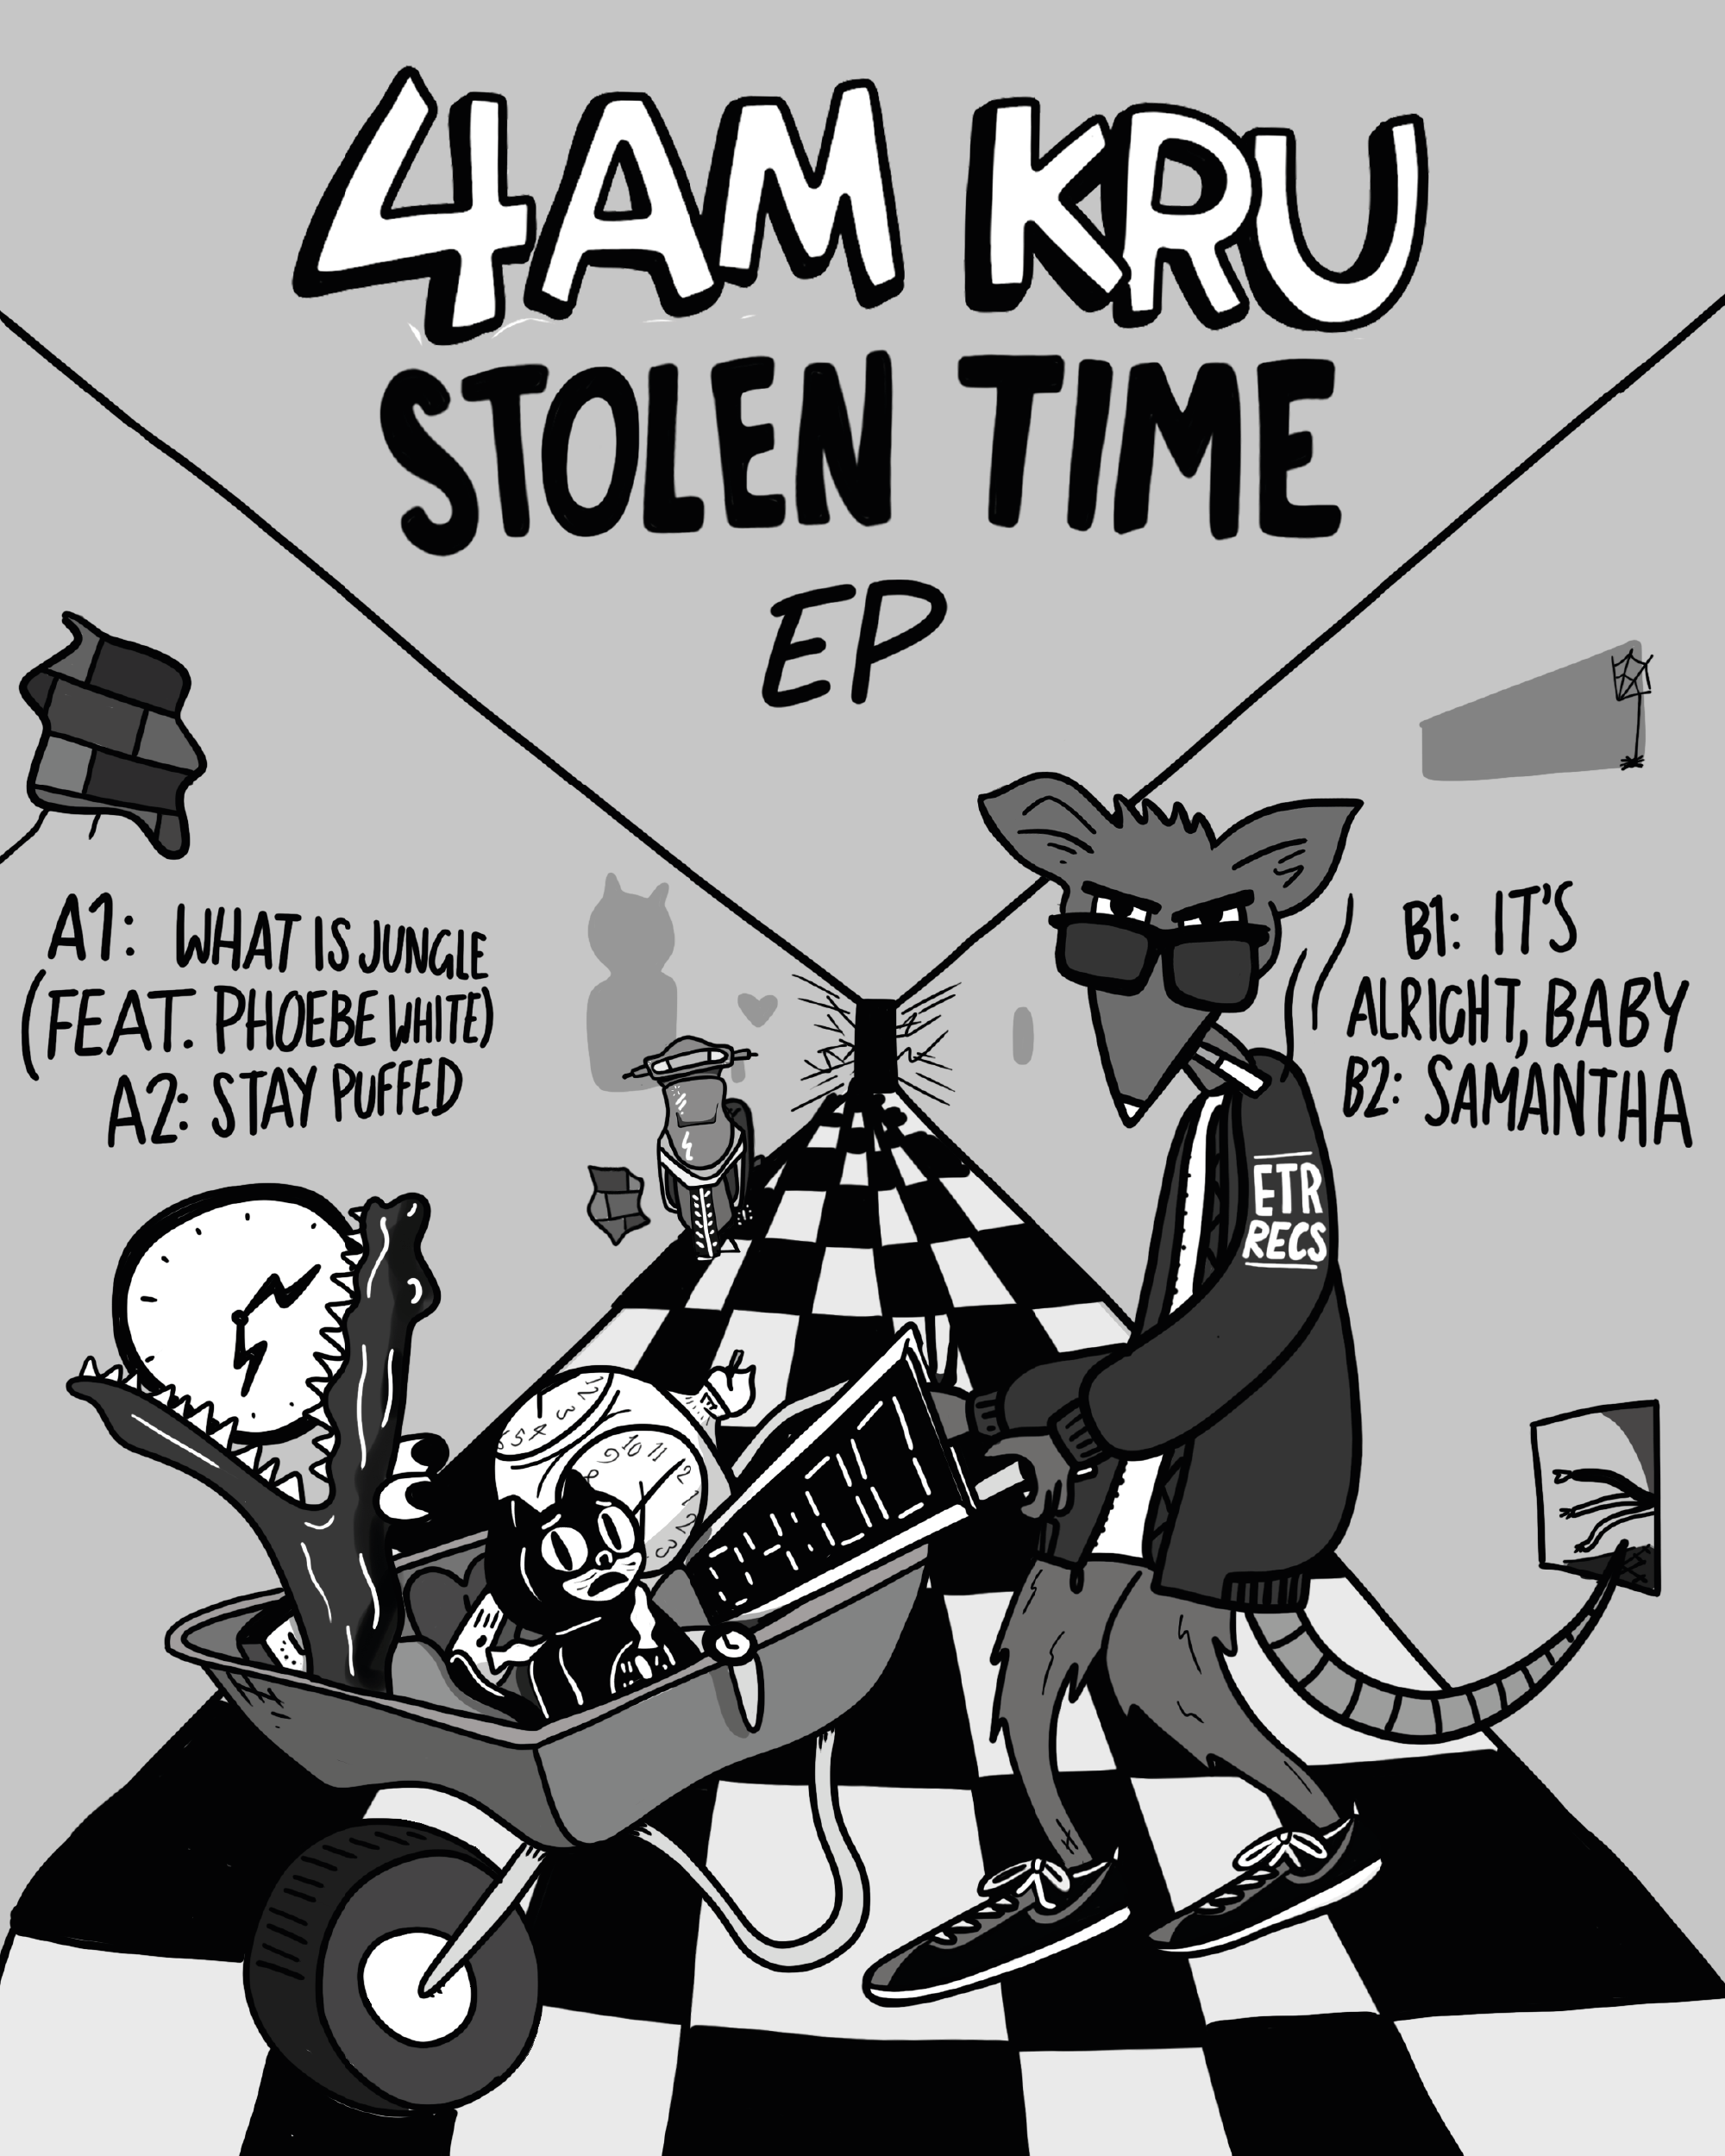 4AM KRU
STOLEN TIME
EP
A1: WHAT IS JUNGLE
(FEAT. PHOEBE WHITE)
A2: STAY PUFFED
B1: IT'S
ALRIGHT, BABY
B2: SAMANTHA
ETR
RECS